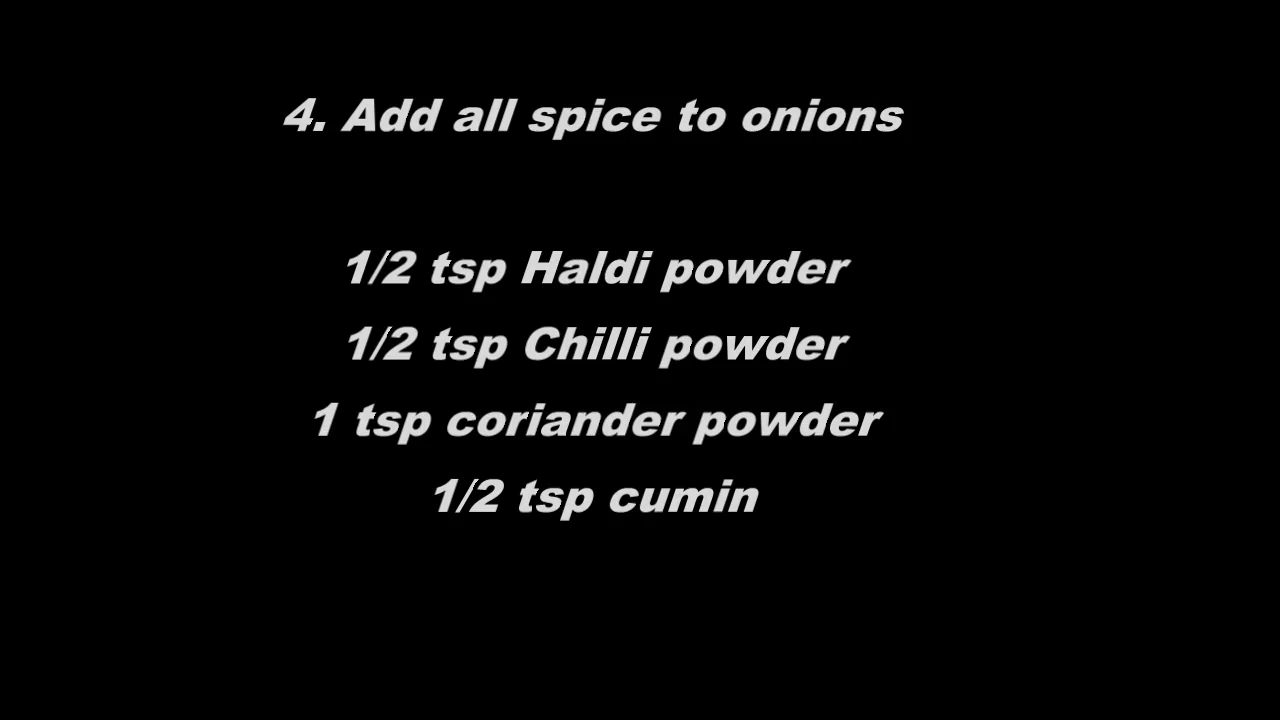 4. Add all spice to onions
1/2 tsp Haldi powder
1/2 tsp Chilli powder
1 tsp coriander powder
1/2 tsp cumin